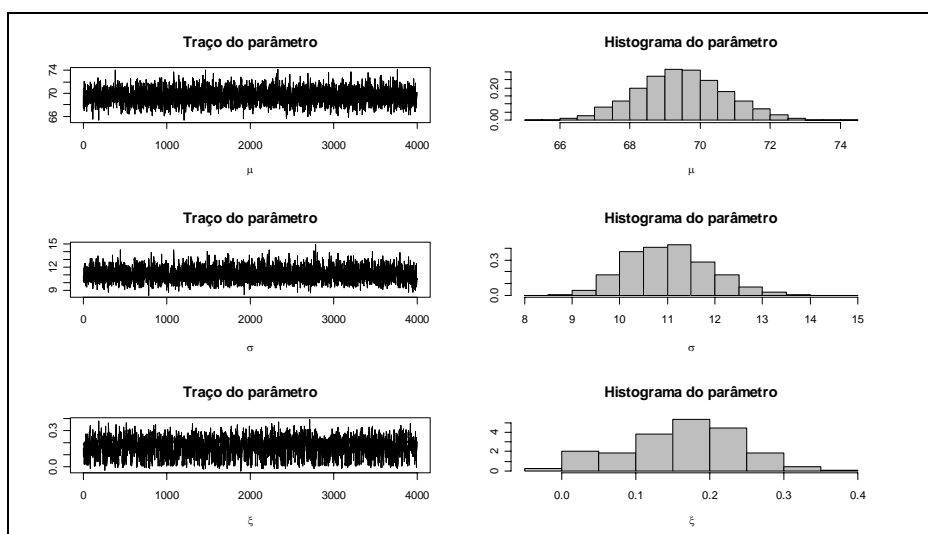 Traço do parâmetro
74
70
66
0 1000 2000 3000 4000
μ
Histograma do parâmetro
0.20
0.00
66 68 70 72 74
μ
Traço do parâmetro
15
12
9
0 1000 2000 3000 4000
σ
Histograma do parâmetro
0.3
0.0
8 9 10 11 12 13 14 15
σ
Traço do parâmetro
0.3
0.0
0 1000 2000 3000 4000
ξ
Histograma do parâmetro
4
2
0
0.0 0.1 0.2 0.3 0.4
ξ